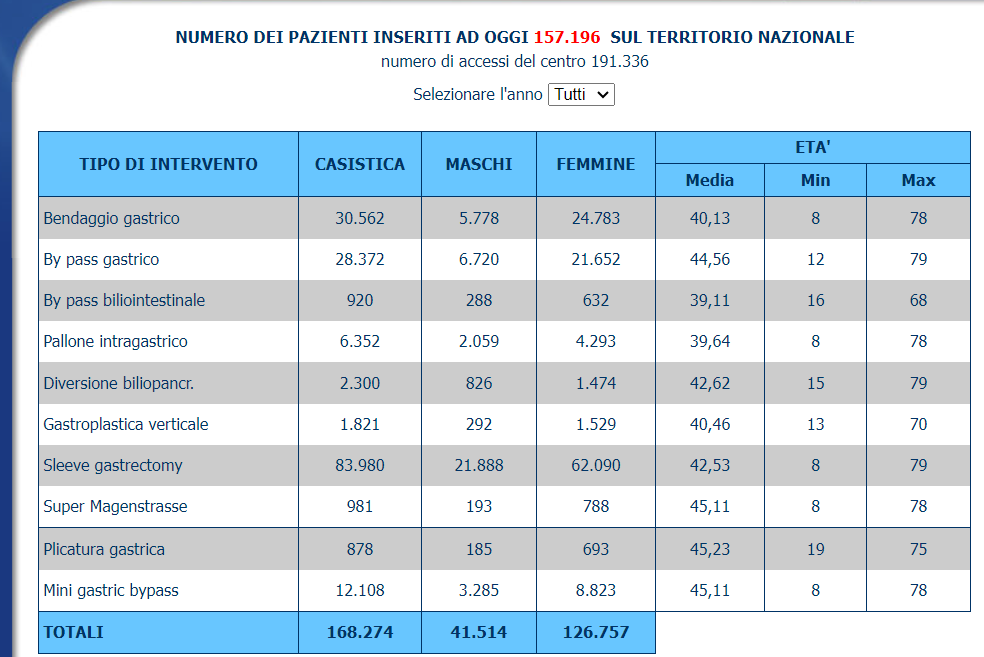 NUMERO DEI PAZIENTI INSERITI AD OGGI 157.196 SUL TERRITORIO NAZIONALE
numero di accessi del centro 191.336
Selezionare l'anno Tutti
TIPO DI INTERVENTO CASISTICA MASCHI FEMMINE ETA'
Media Min Max
Bendaggio gastrico 30.562 5.778 24.783 40,13 8 78
By pass gastrico 28.372 6.720 21.652 44,56 12 79
By pass biliointestinale 920 288 632 39,11 16 68
Pallone intragastrico 6.352 2.059 4.293 39,64 8 78
Diversione biliopancr. 2.300 826 1.474 42,62 15 79
Gastroplastica verticale 1.821 292 1.529 40,46 13 70
Sleeve gastrectomy 83.980 21.888 62.090 42,53 8 79
Super Magenstrasse 981 193 788 45,11 8 78
Plicatura gastrica 878 185 693 45,23 19 75
Mini gastric bypass 12.108 3.285 8.823 45,11 8 78
TOTALI 168.274 41.514 126.757